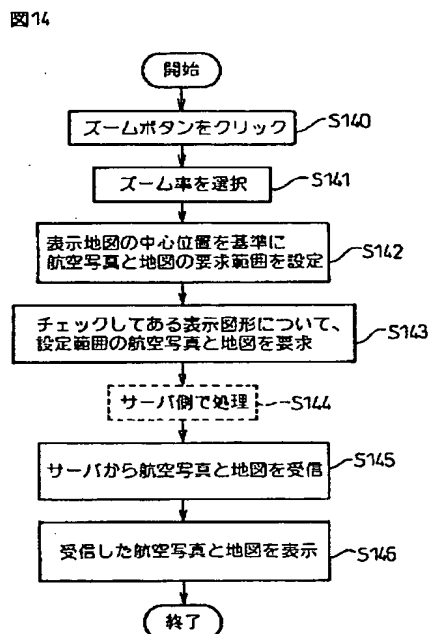 図14
開始
ズームボタンをクリック
S140
ズーム率を選択
S141
表示地図の中心位置を基準に
航空写真と地図の要求範囲を設定
S142
チェックしてある表示図形について、
設定範囲の航空写真と地図を要求
S143
サーバ側で処理
S144
サーバから航空写真と地図を受信
S145
受信した航空写真と地図を表示
S146
終了